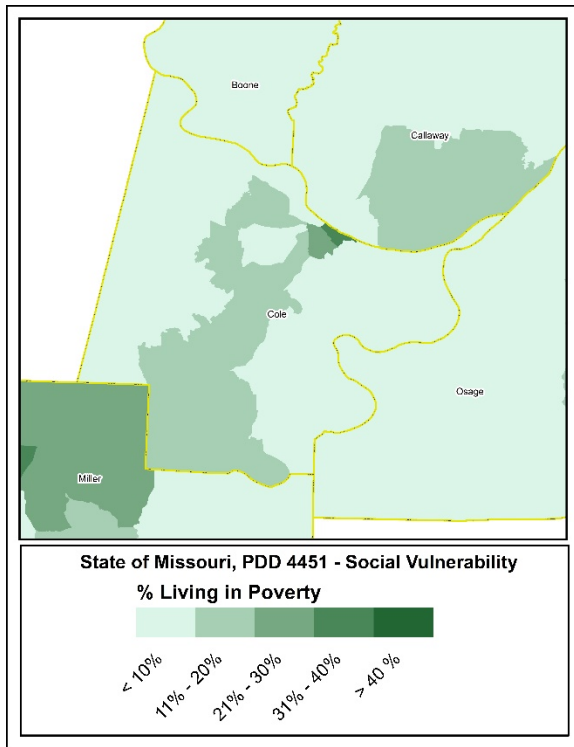 Boone
Callaway
Cole
Osage
Miller
State of Missouri, PDD 4451 - Social Vulnerability
% Living in Poverty
< 10%
11% - 20%
21% - 30%
31% - 40%
> 40 %